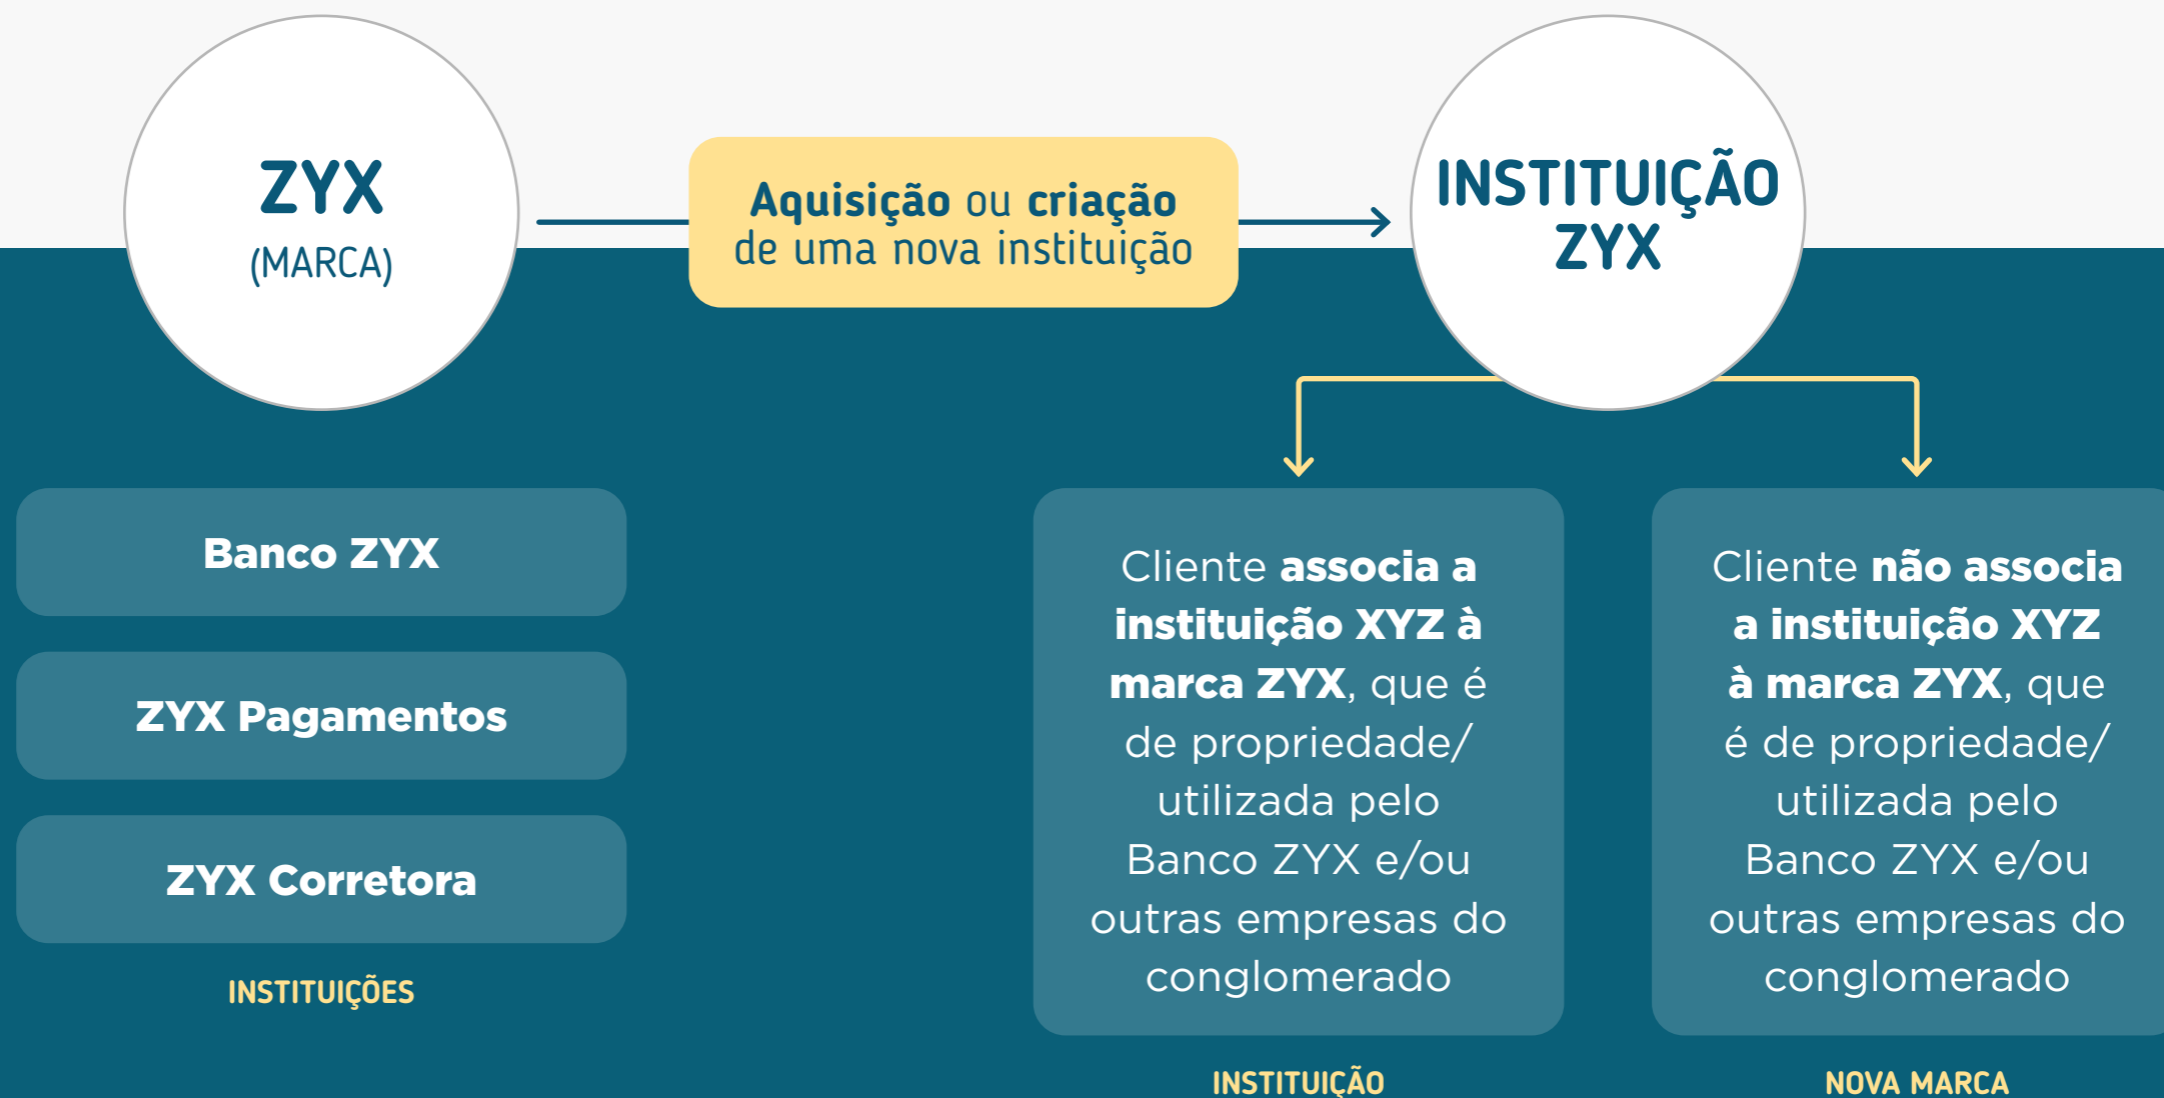 ZYX
(MARCA)
Aquisição ou criação
de uma nova instituição
INSTITUIÇÃO
ZYX
Banco ZYX
ZYX Pagamentos
ZYX Corretora
INSTITUIÇÕES
Cliente associa a
instituição XYZ à
marca ZYX, que é
de propriedade/
utilizada pelo
Banco ZYX e/ou
outras empresas do
conglomerado
INSTITUIÇÃO
Cliente não associa
a instituição XYZ
à marca ZYX, que
é de propriedade/
utilizada pelo
Banco ZYX e/ou
outras empresas do
conglomerado
NOVA MARCA